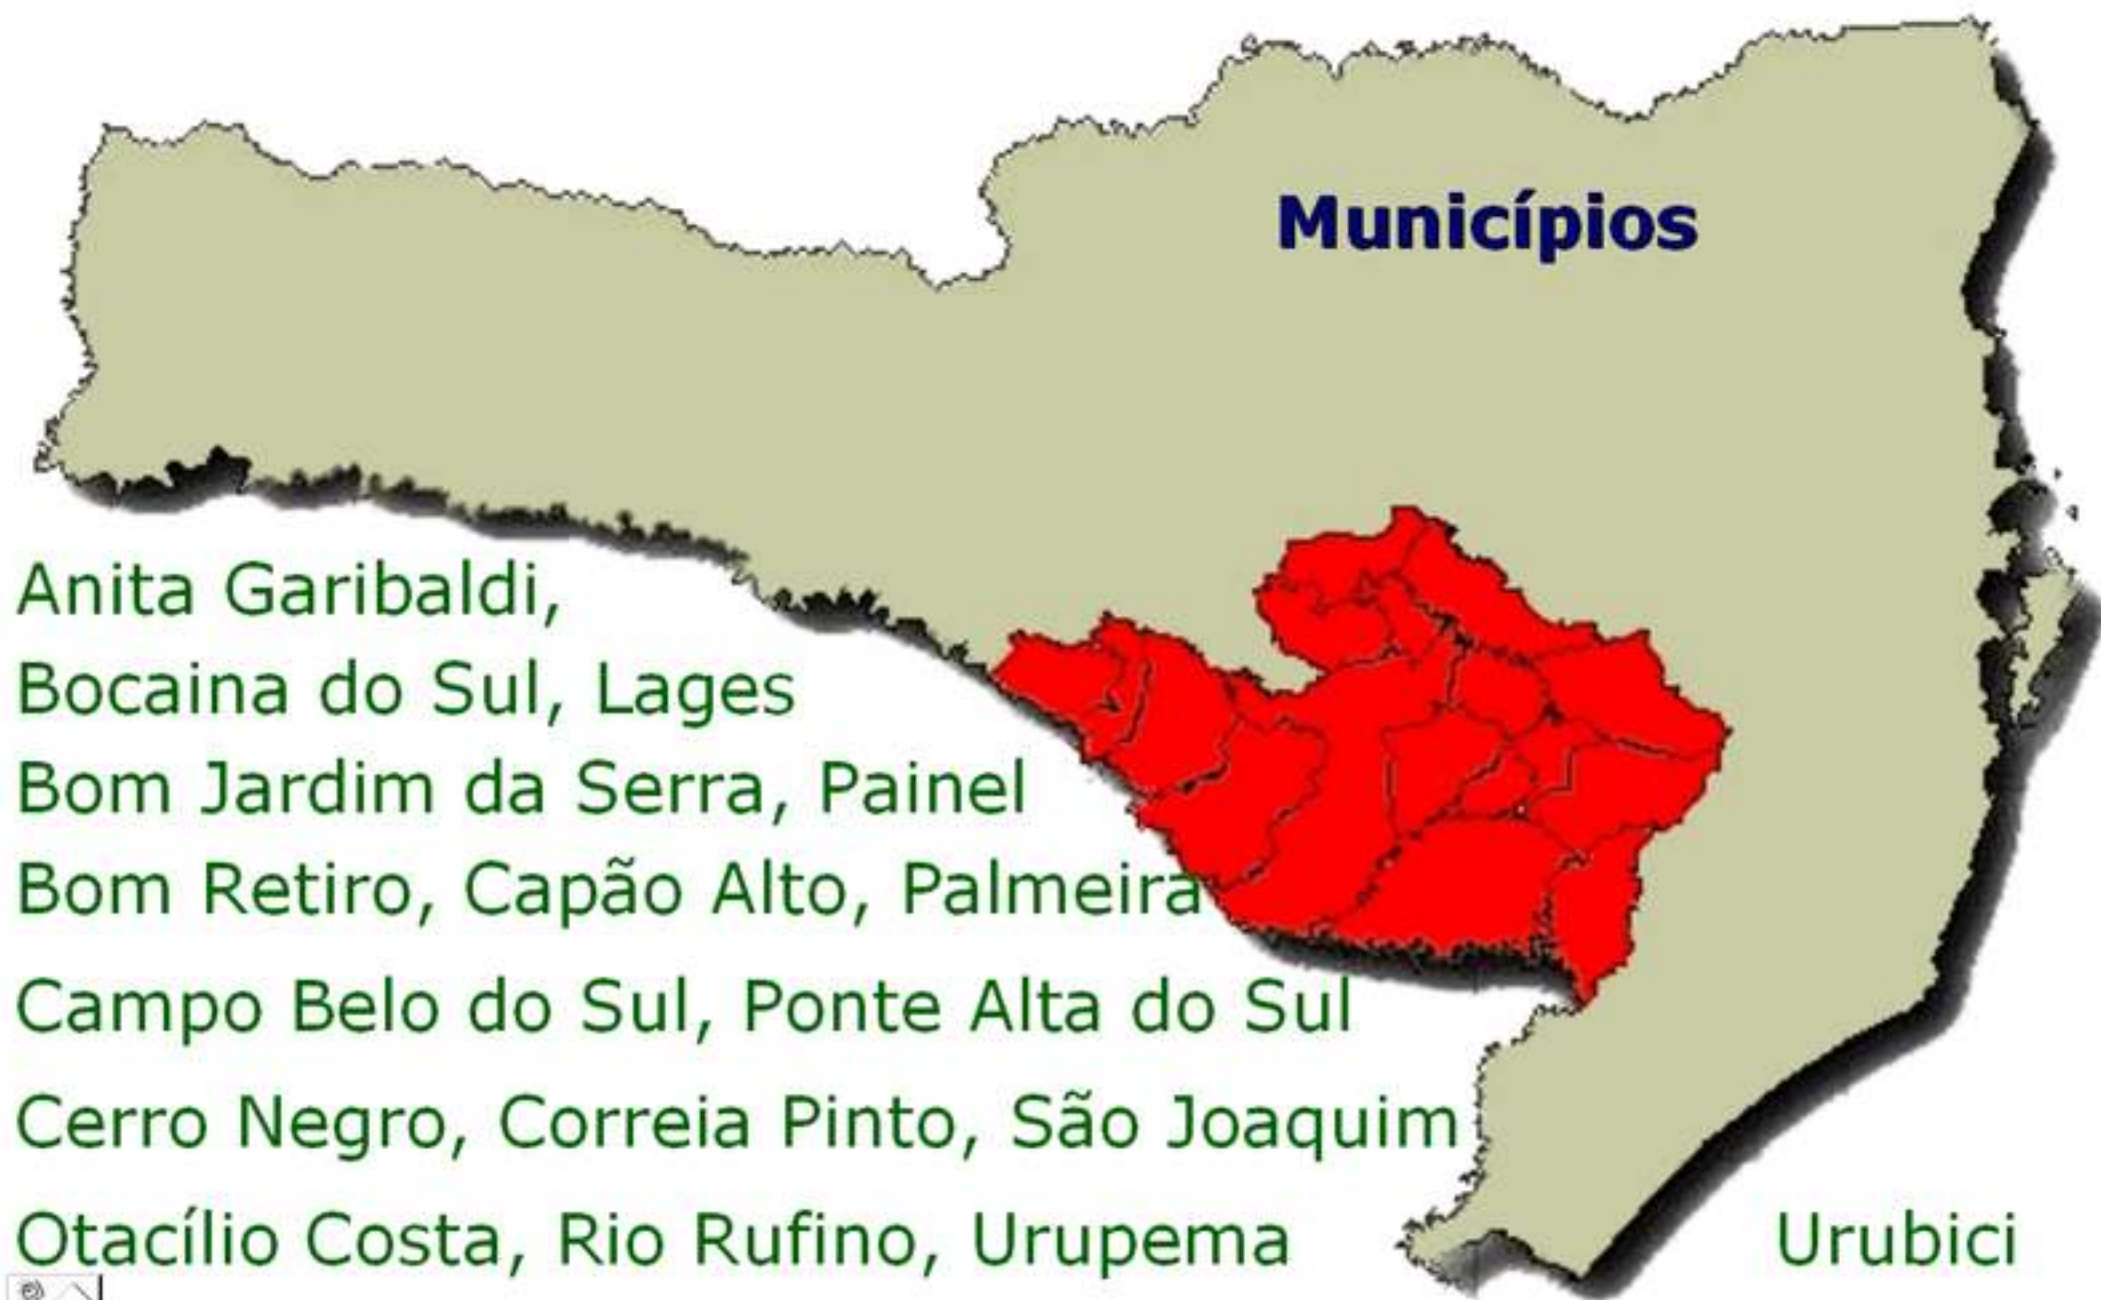 Municípios
Anita Garibaldi,
Bocaina do Sul, Lages
Bom Jardim da Serra, Painel
Bom Retiro, Capão Alto, Palmeira
Campo Belo do Sul, Ponte Alta do Sul
Cerro Negro, Correia Pinto, São Joaquim
Otacílio Costa, Rio Rufino, Urupema Urubici